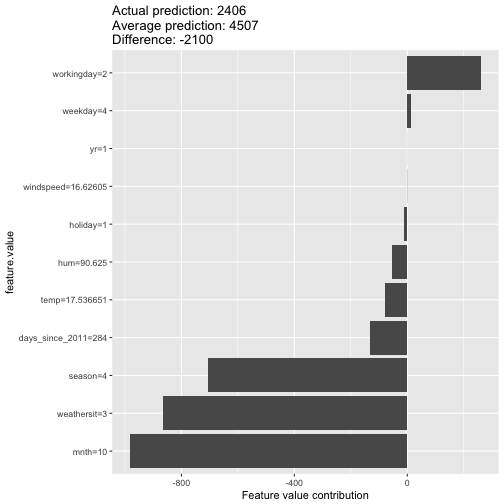 Actual prediction: 2406
Average prediction: 4507
Difference: -2100
workingday=2
weekday=4
yr=1
windspeed=16.62605
holiday=1
hum=90.625
temp=17.536651
days_since_2011=284
season=4
weathersit=3
mnth=10
feature.value
-800 -400 0
Feature value contribution